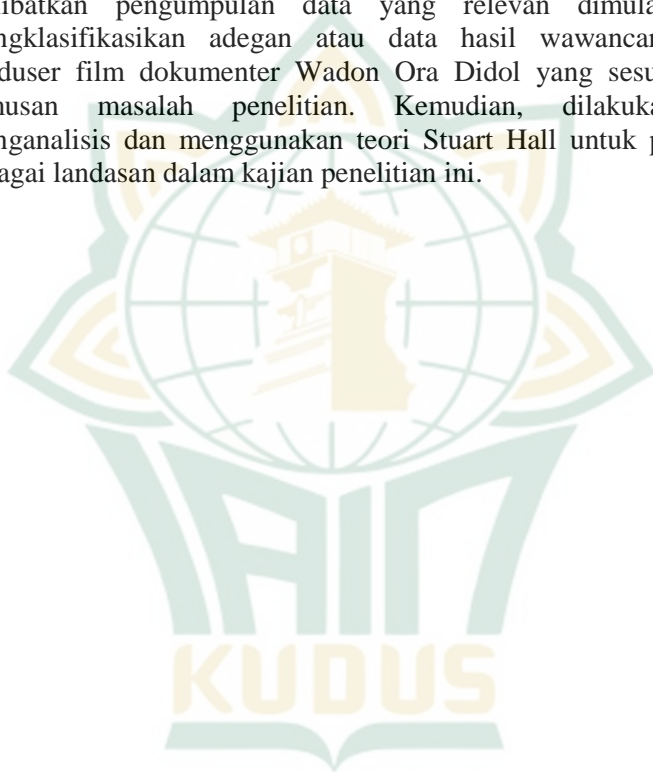 libatkan pengumpulan data yang relevan dimula
ngklasifikasikan adegan atau data hasil wawancar
duser film dokumenter Wadon Ora Didol yang sesu
musan masalah penelitian. Kemudian, dilakuka
nganalisis dan menggunakan teori Stuart Hall untuk p
agai landasan dalam kajian penelitian ini.
IAIN
KUDUS